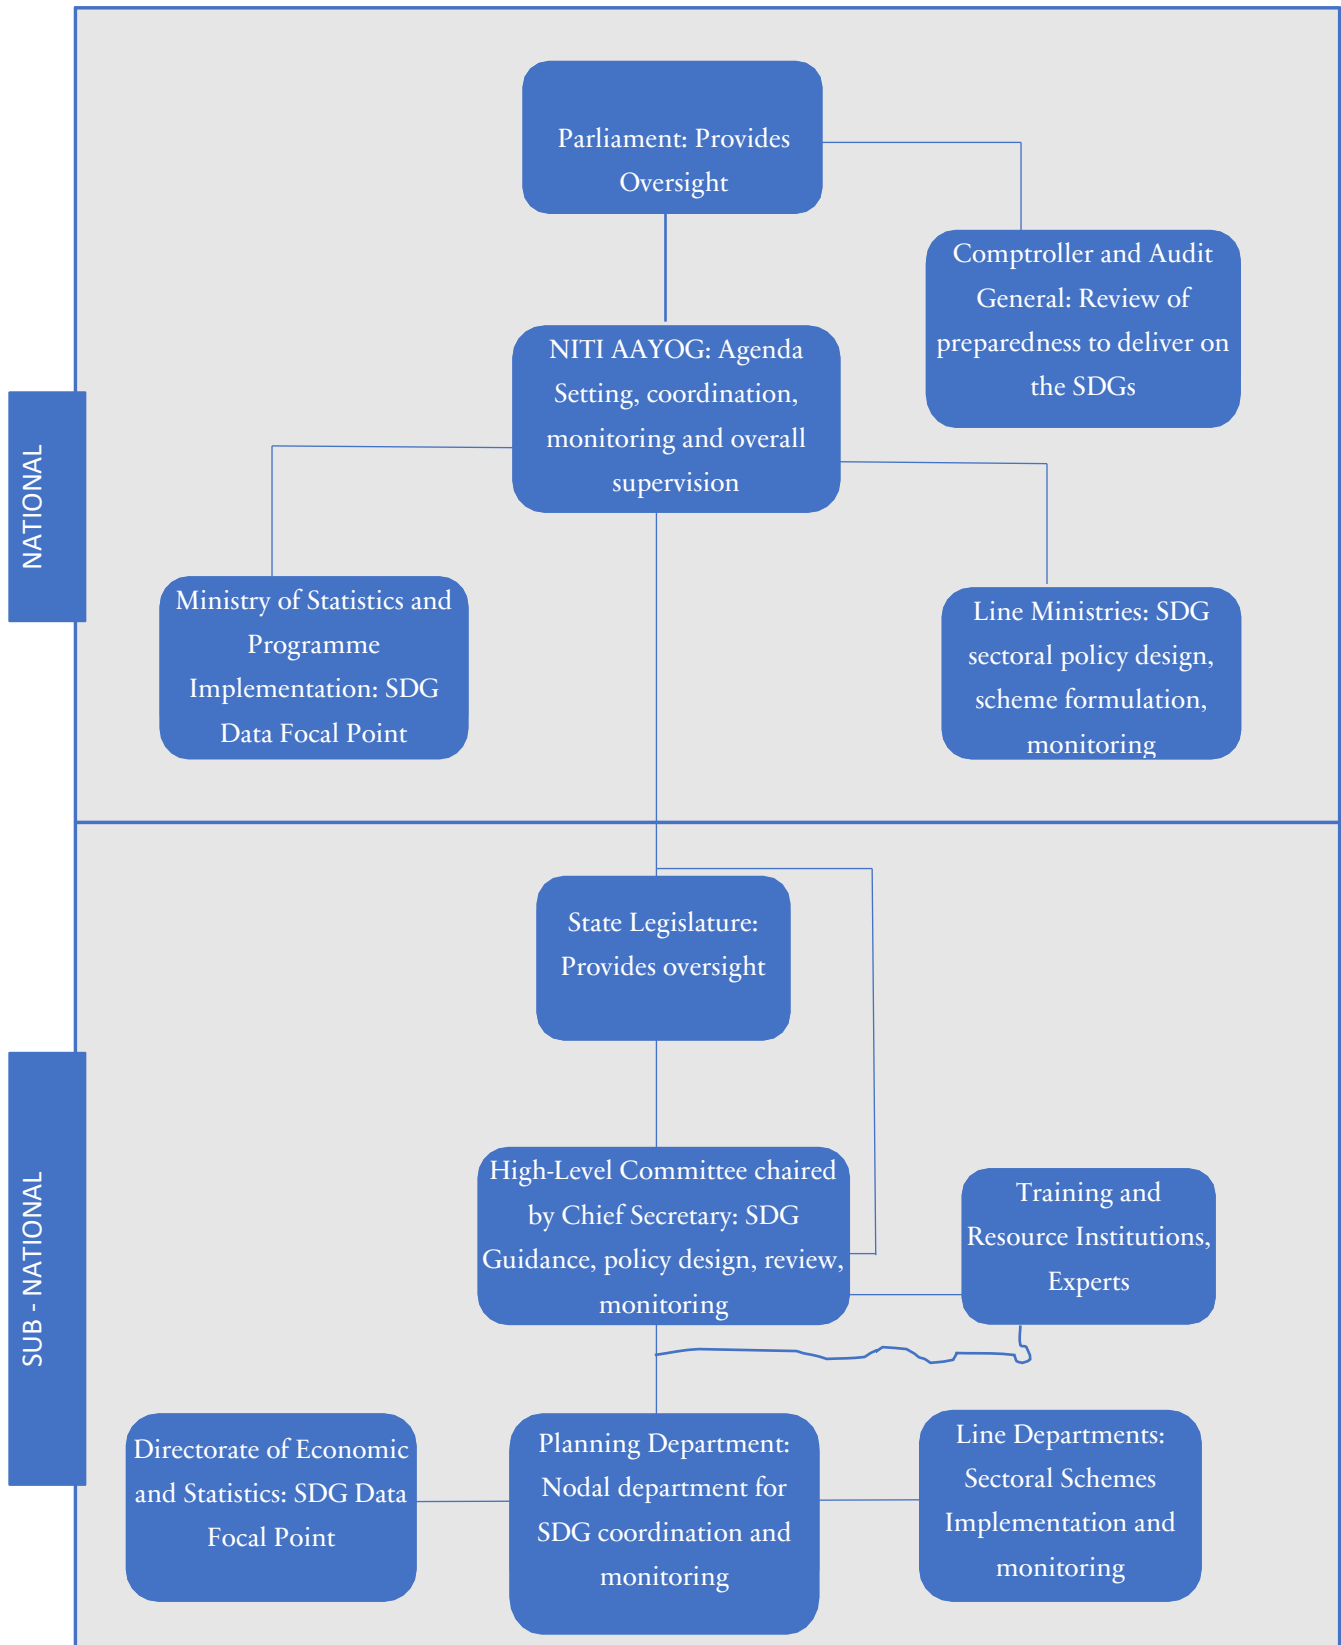 Parliament: Provides
Oversight
Comptroller and Audit
General: Review of
preparedness to deliver on
the SDGs
NITI AAYOG: Agenda
Setting, coordination,
monitoring and overall
supervision
NATIONAL
Ministry of Statistics and
Programme
Implementation: SDG
Data Focal Point
Line Ministries: SDG
sectoral policy design,
scheme formulation,
monitoring
State Legislature:
Provides oversight
SUB - NATIONAL
High-Level Committee chaired
by Chief Secretary: SDG
Guidance, policy design, review,
monitoring
Training and
Resource Institutions,
Experts
Directorate of Economic
and Statistics: SDG Data
Focal Point
Planning Department:
Nodal department for
SDG coordination and
monitoring
Line Departments:
Sectoral Schemes
Implementation and
monitoring